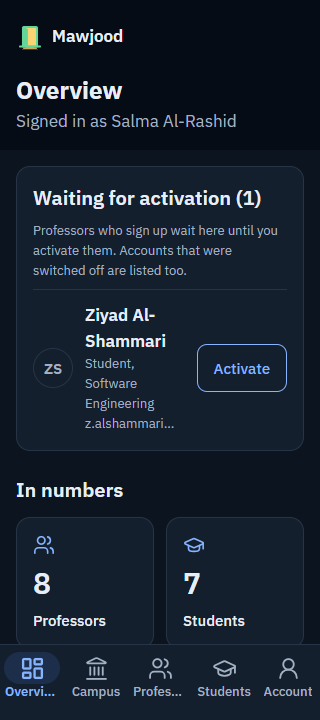 Mawjood
Overview
Signed in as Salma Al-Rashid
Waiting for activation (1)
Professors who sign up wait here until you
activate them. Accounts that were
switched off are listed too.
ZS
Ziyad Al-
Shammari
Student,
Software
Engineering
z.alshammari...
Activate
In numbers
8
Professors
7
Students
Overvi...
Campus
Profes...
Students
Account